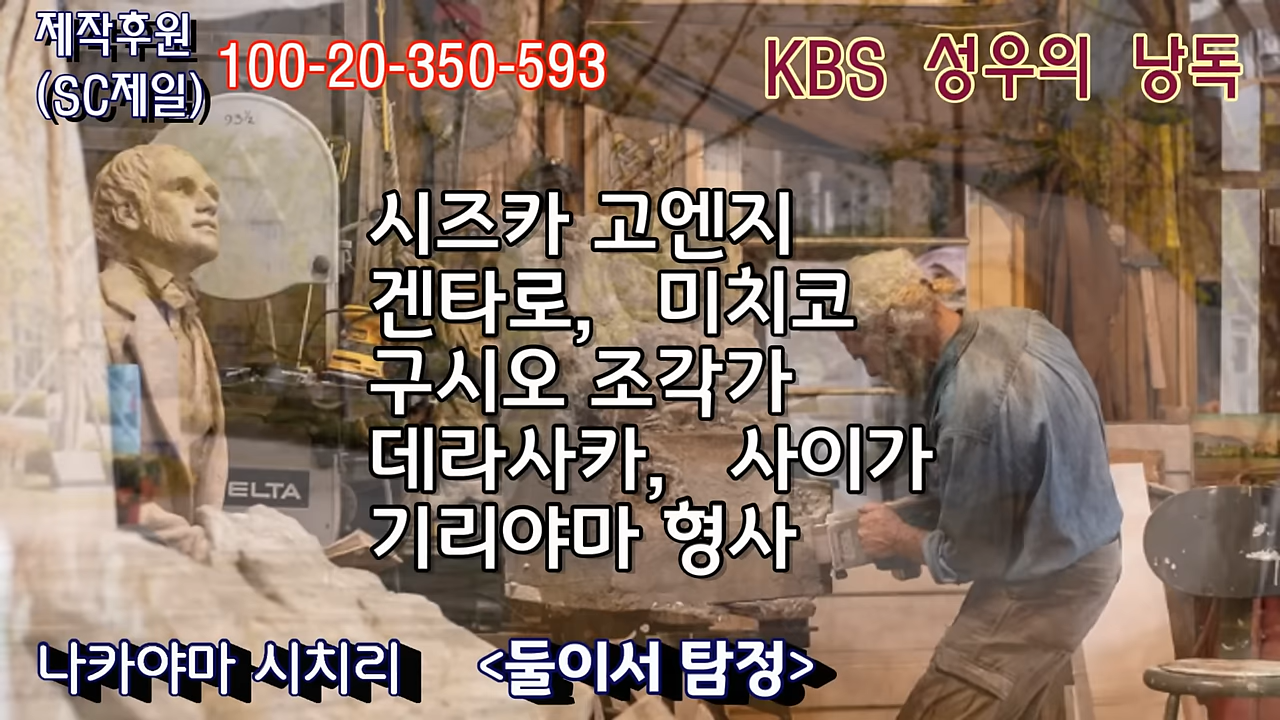 제작후원
(SC제일)
100-20-350-593
KBS 성우의 낭독
93½
시즈카 고엔지
겐타로, 미치코
구시오 조각가
데라사카, 사이가
기리야마 형사
ELTA
나카야마 시치리 <둘이서 탐정>